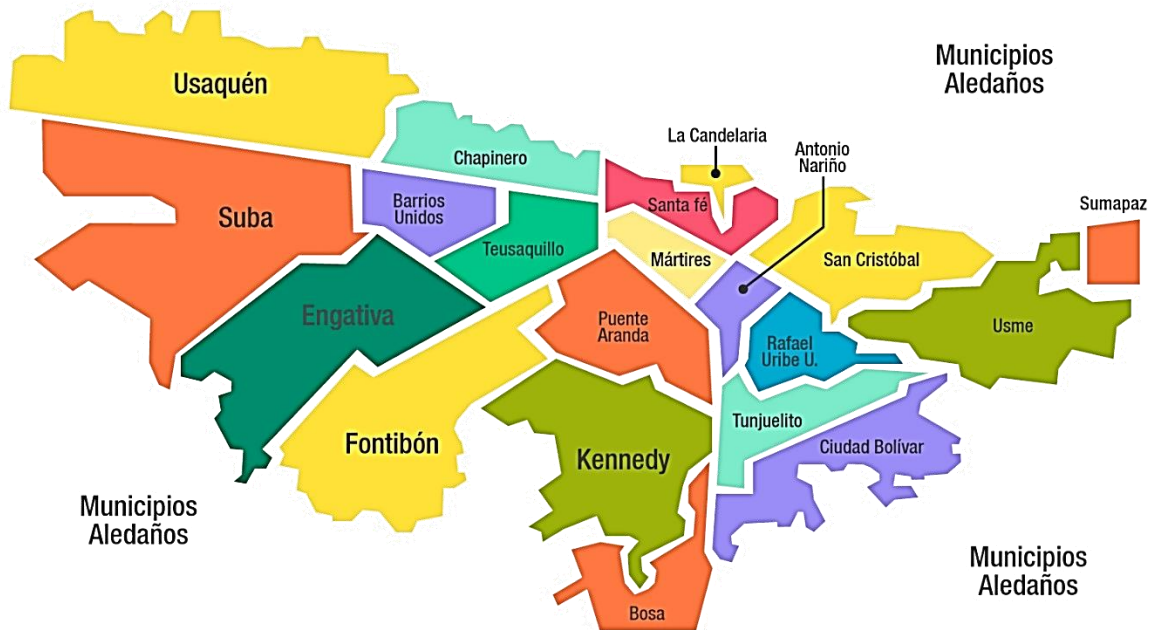 Municipios
Aledaños
Usaquén
La Candelaria
Antonio
Nariño
Chapinero
Barrios
Unidos
Santa fé
Sumapaz
Suba
Teusaquillo
Mártires
San Cristóbal
Engativa
Puente
Aranda
Usme
Rafael
Uribe U.
Tunjuelito
Fontibón
Kennedy
Ciudad Bolívar
Municipios
Aledaños
Municipios
Aledaños
Bosa